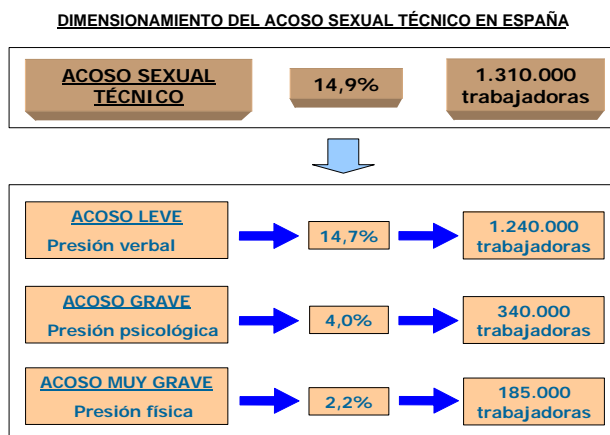 DIMENSIONAMIENTO DEL ACOSO SEXUAL TÉCNICO EN ESPAÑA
ACOSO SEXUAL
TÉCNICO
14,9%
1.310.000
trabajadoras
ACOSO LEVE
Presión verbal
14,7%
1.240.000
trabajadoras
ACOSO GRAVE
Presión psicológica
4,0%
340.000
trabajadoras
ACOSO MUY GRAVE
Presión física
2,2%
185.000
trabajadoras